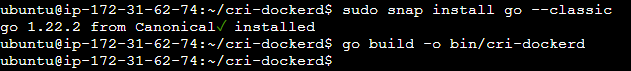 ubuntu@ip-172-31-62-74:~/cri-dockerd$ sudo snap install go --classic
go 1.22.2 from Canonical✓ installed
ubuntu@ip-172-31-62-74:~/cri-dockerd$ go build -o bin/cri-dockerd
ubuntu@ip-172-31-62-74:~/cri-dockerd$